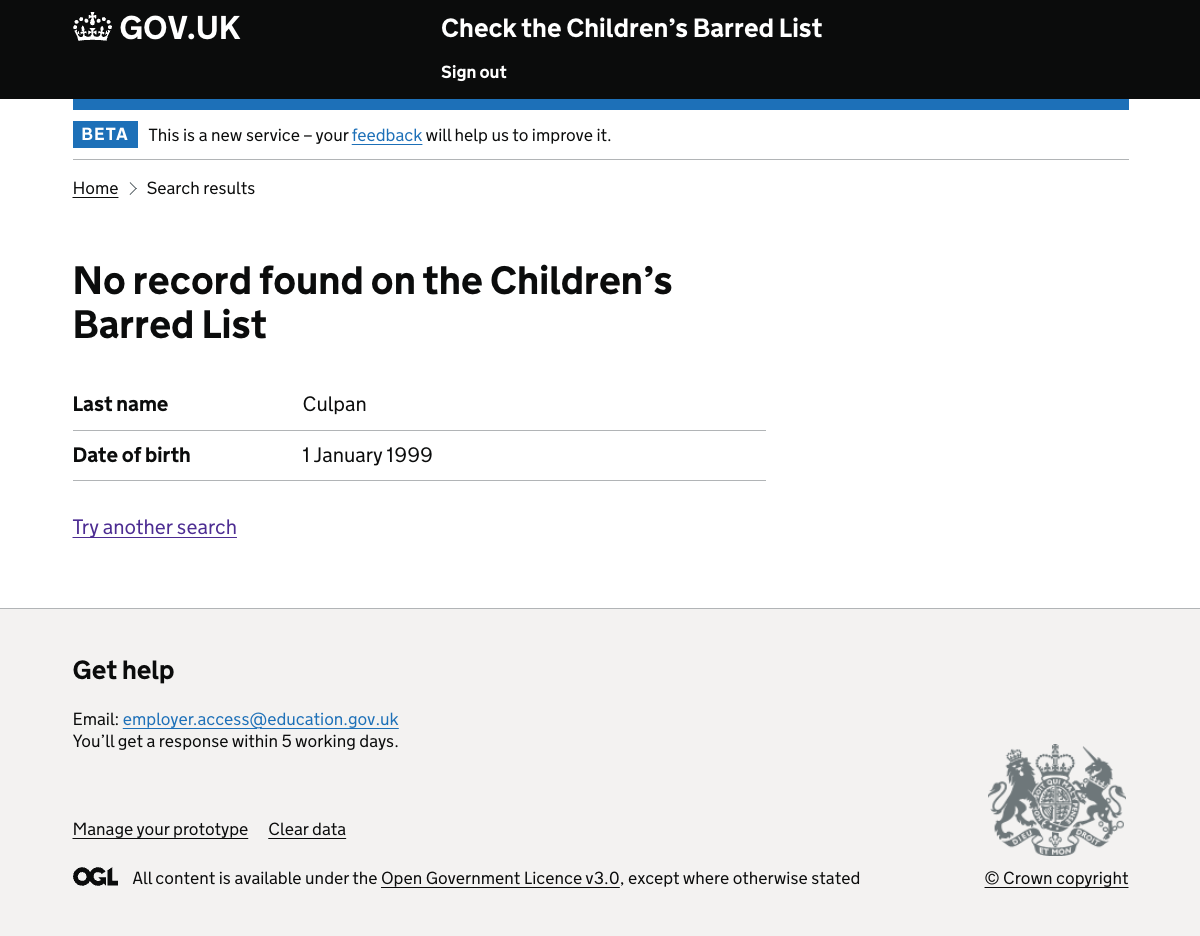 GOV.UK
Check the Children’s Barred List
Sign out
BETA
This is a new service – your feedback will help us to improve it.
Home
Search results
No record found on the Children’s
Barred List
Last name
Culpan
Date of birth
1 January 1999
Try another search
Get help
Email: employer.access@education.gov.uk
You’ll get a response within 5 working days.
Manage your prototype
Clear data
OGL
All content is available under the Open Government Licence v3.0, except where otherwise stated
DIEU
ET MON
DROIT
© Crown copyright